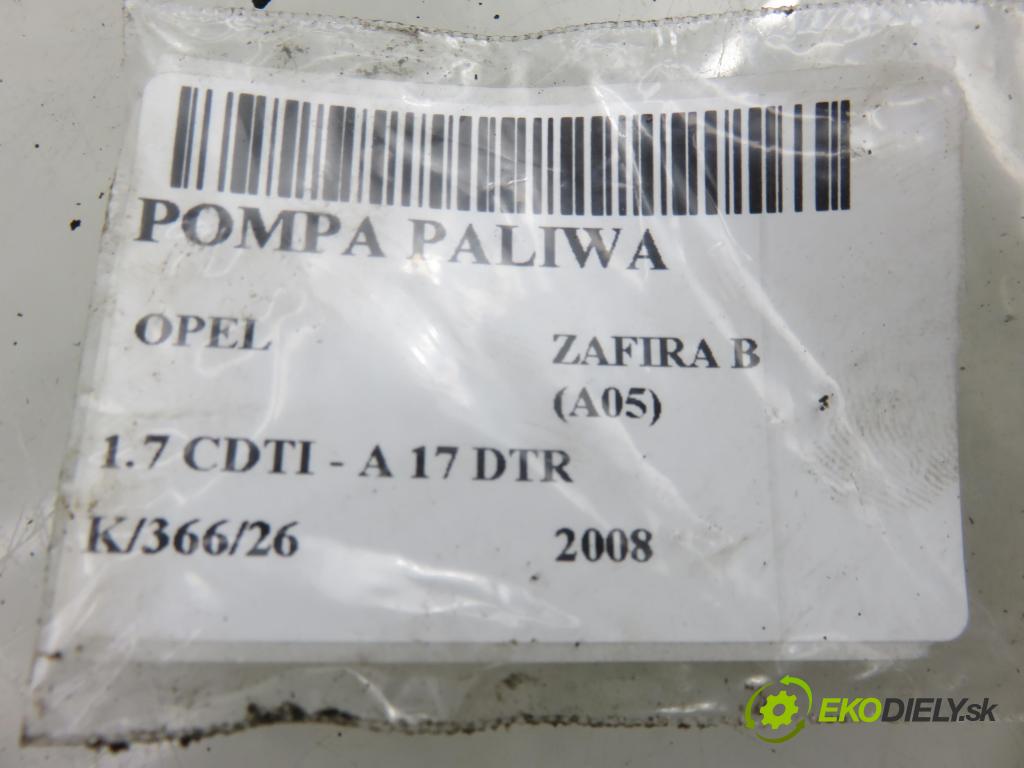 POMPA PALIWA
OPEL ZAFIRA B
(A05)
1.7 CDTI - A 17 DTR
K/366/26 2008
EKODIELY.sk